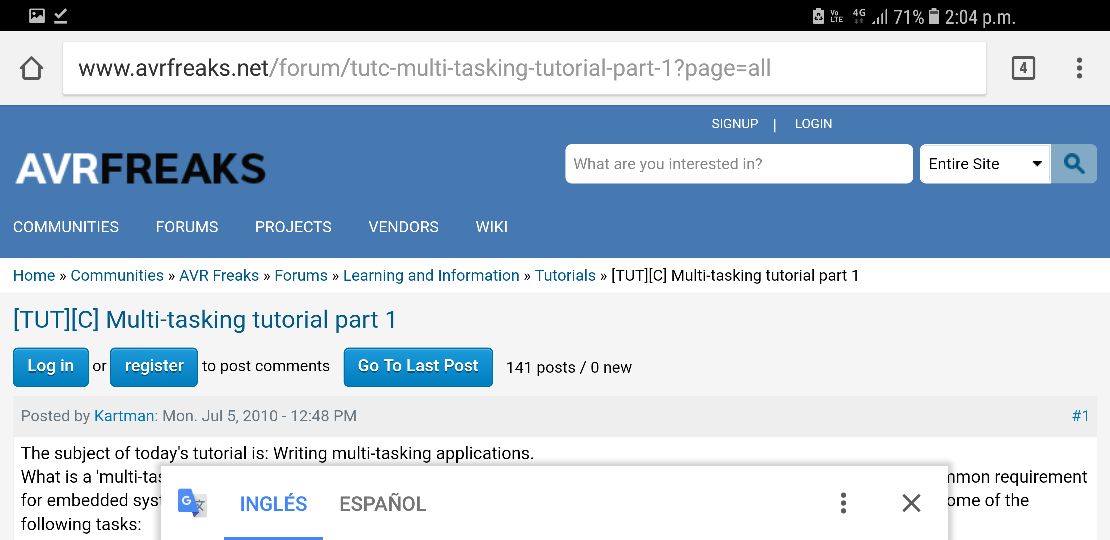 Vo LTE 4G 71% 2:04 p.m.
www.avrfreaks.net/forum/tutc-multi-tasking-tutorial-part-1?page=all
4
SIGNUP | LOGIN
AVRFREAKS
What are you interested in?
Entire Site
COMMUNITIES FORUMS PROJECTS VENDORS WIKI
Home » Communities » AVR Freaks » Forums » Learning and Information » Tutorials » [TUT][C] Multi-tasking tutorial part 1
[TUT][C] Multi-tasking tutorial part 1
Log in or register to post comments Go To Last Post 141 posts / 0 new
Posted by Kartman: Mon. Jul 5, 2010 - 12:48 PM #1
The subject of today's tutorial is: Writing multi-tasking applications.
What is a 'multi-tas mmon requirement
for embedded syst ome of the
following tasks:
G INGLÉS ESPAÑOL